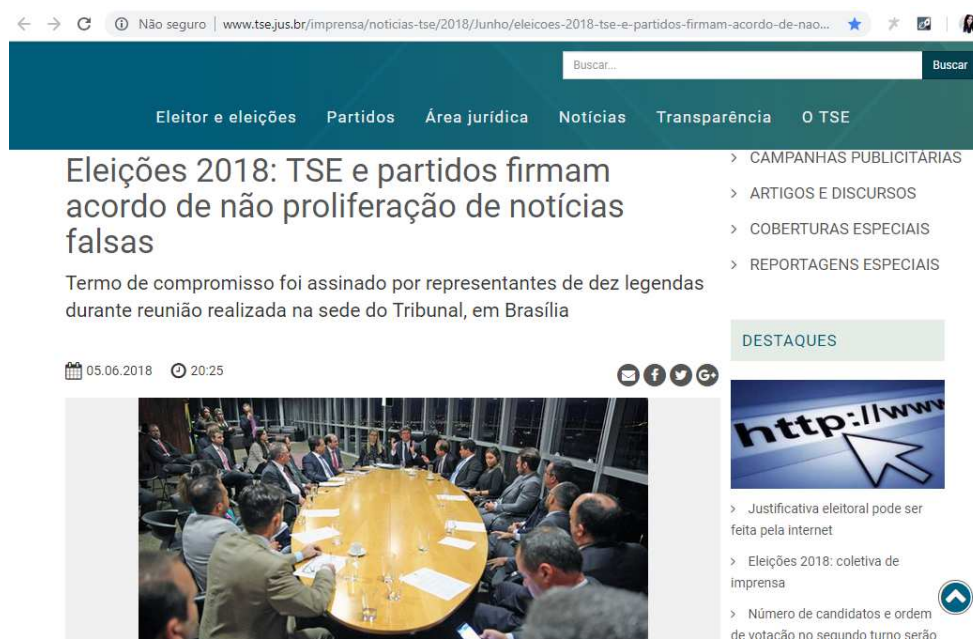 Não seguro | www.tse.jus.br/imprensa/noticias-tse/2018/Junho/eleicoes-2018-tse-e-partidos-firmam-acordo-de-nao...
Buscar...
Buscar
Eleitor e eleições Partidos Área jurídica Notícias Transparência O TSE
Eleições 2018: TSE e partidos firmam
acordo de não proliferação de notícias
falsas
Termo de compromisso foi assinado por representantes de dez legendas
durante reunião realizada na sede do Tribunal, em Brasília
05.06.2018 20:25
G+
> CAMPANHAS PUBLICITÁRIAS
> ARTIGOS E DISCURSOS
> COBERTURAS ESPECIAIS
> REPORTAGENS ESPECIAIS
DESTAQUES
http://www
> Justificativa eleitoral pode ser
feita pela internet
> Eleições 2018: coletiva de
imprensa
> Número de candidatos e ordem
de votação no segundo turno serão